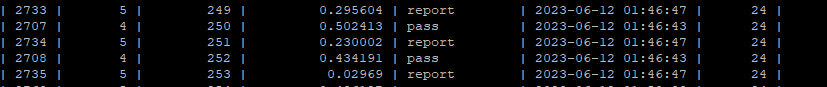 | 2733 | 5 | 249 | 0.295604 | report | 2023-06-12 01:46:47 | 24 |
| 2707 | 4 | 250 | 0.502413 | pass | 2023-06-12 01:46:43 | 24 |
| 2734 | 5 | 251 | 0.230002 | report | 2023-06-12 01:46:47 | 24 |
| 2708 | 4 | 252 | 0.434191 | pass | 2023-06-12 01:46:43 | 24 |
| 2735 | 5 | 253 | 0.02969 | report | 2023-06-12 01:46:47 | 24 |